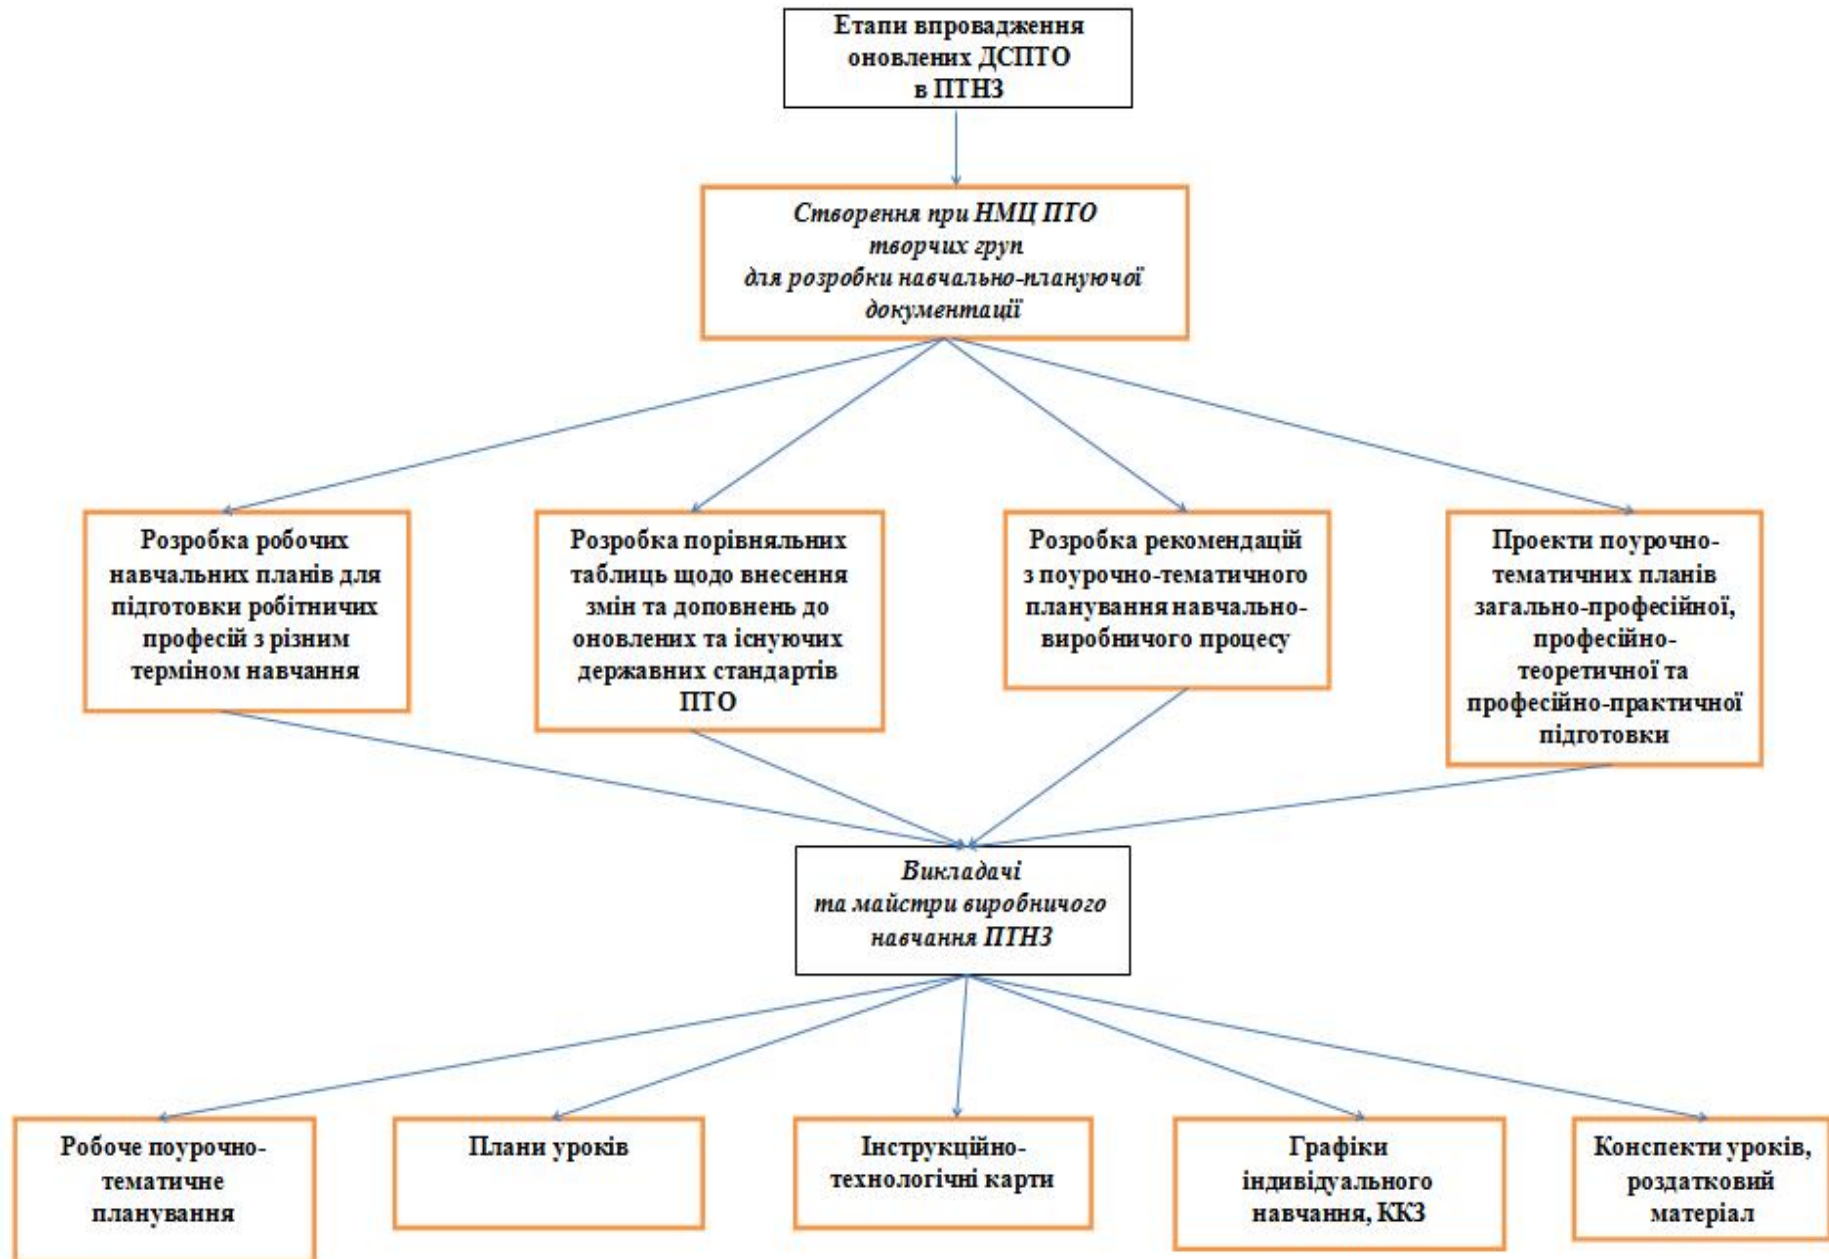 Етапи впровадження
оновлених ДСПТО
в ПТНЗ
Створення при НМЦ ПТО
творчих груп
для розробки навчально-плануючої
документації
Розробка робочих
навчальних планів для
підготовки робітничих
професій з різним
терміном навчання
Розробка порівняльних
таблиць щодо внесення
змін та доповнень до
оновлених та існуючих
державних стандартів
ПТО
Розробка рекомендацій
з поурочно-тематичного
планування навчально-
виробничого процесу
Проекти поурочно-
тематичних планів
загально-професійної,
професійно-
теоретичної та
професійно-практичної
підготовки
Викладачі
та майстри виробничого
навчання ПТНЗ
Робоче поурочно-
тематичне
планування
Плани уроків
Інструкційно-
технологічні карти
Графіки
індивідуального
навчання, ККЗ
Конспекти уроків,
роздатковий
матеріал